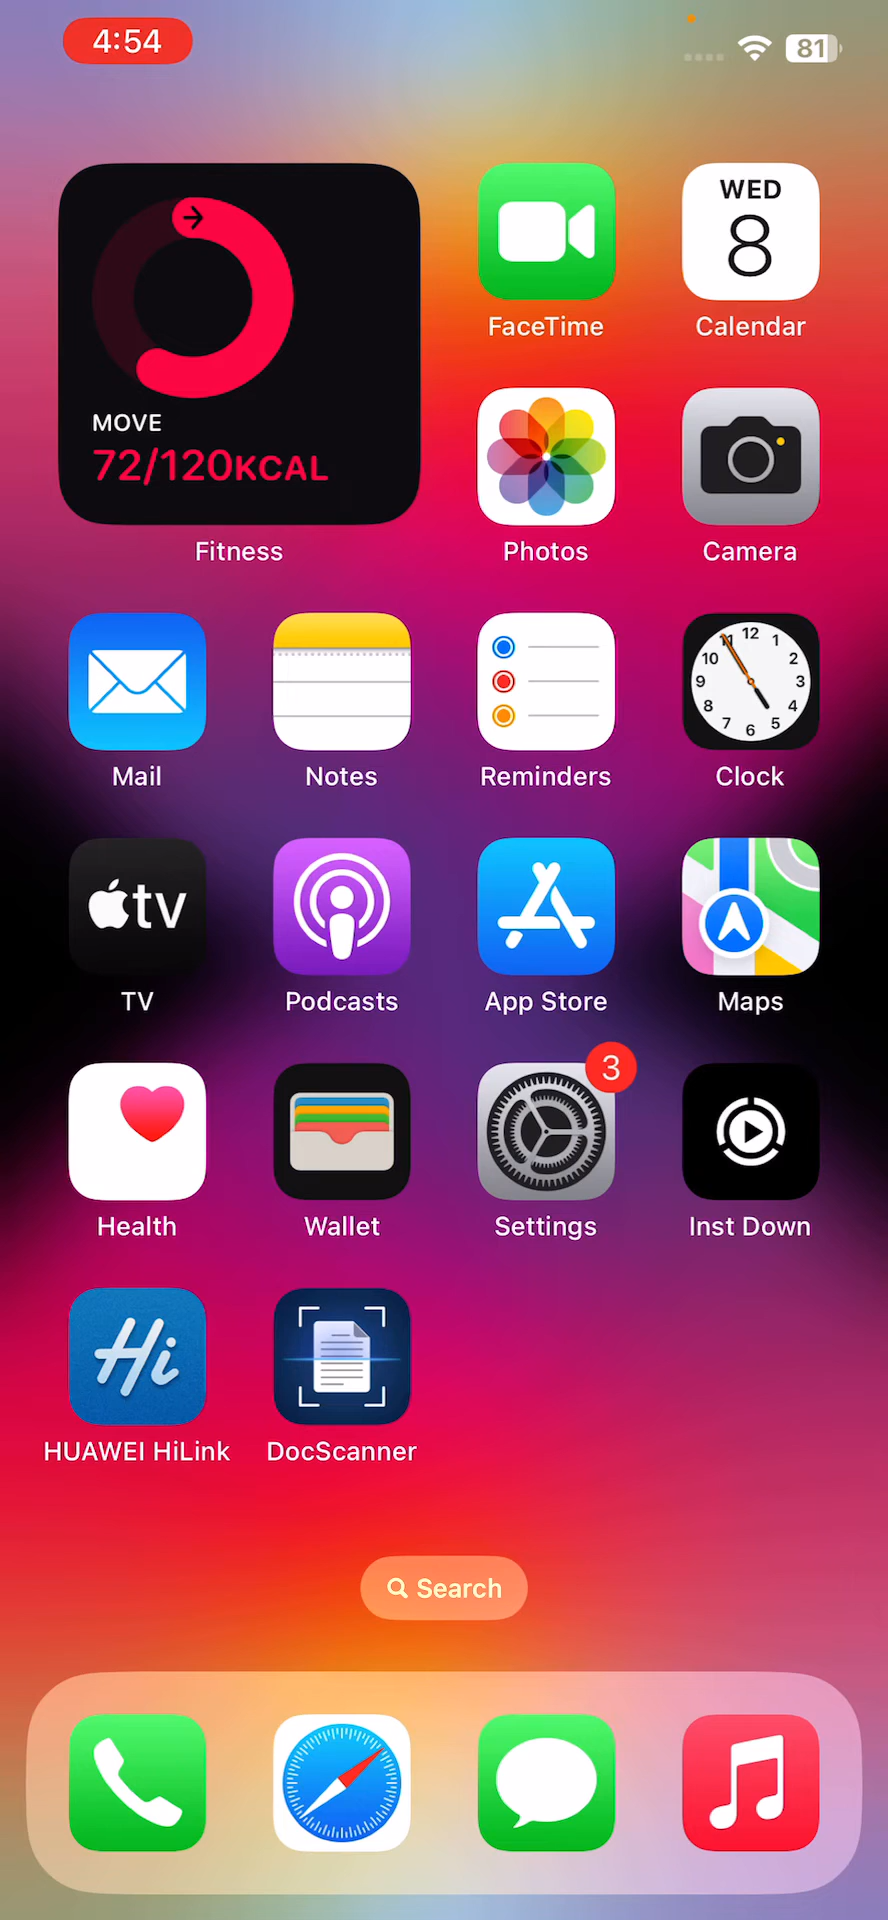 4:54
81
MOVE
72/120KCAL
Fitness
FaceTime
WED
8
Calendar
Photos
Camera
Mail
Notes
Reminders
12
1
2
3
4
5
6
7
8
9
10
11
Clock
tv
TV
Podcasts
App Store
Maps
Health
Wallet
3
Settings
Inst Down
Hi
HUAWEI HiLink
DocScanner
Search